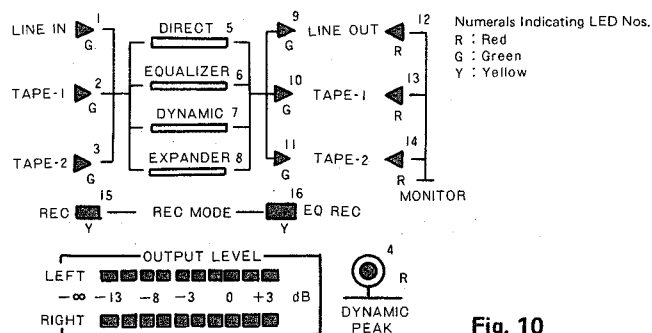 1 9 12
LINE IN DIRECT 5 LINE OUT Numerals Indicating LED Nos.
G G R R : Red
G : Green
Y : Yellow
2 EQUALIZER 6 10 13
TAPE-1 TAPE-1
G DYNAMIC 7 G R
3 11 14
TAPE-2 EXPANDER 8 TAPE-2
G G R
MONITOR
15 16
REC REC MODE EQ REC
Y Y
OUTPUT LEVEL 4
LEFT R
-∞ -13 -8 -3 0 +3 dB
RIGHT DYNAMIC
PEAK
Fig. 10